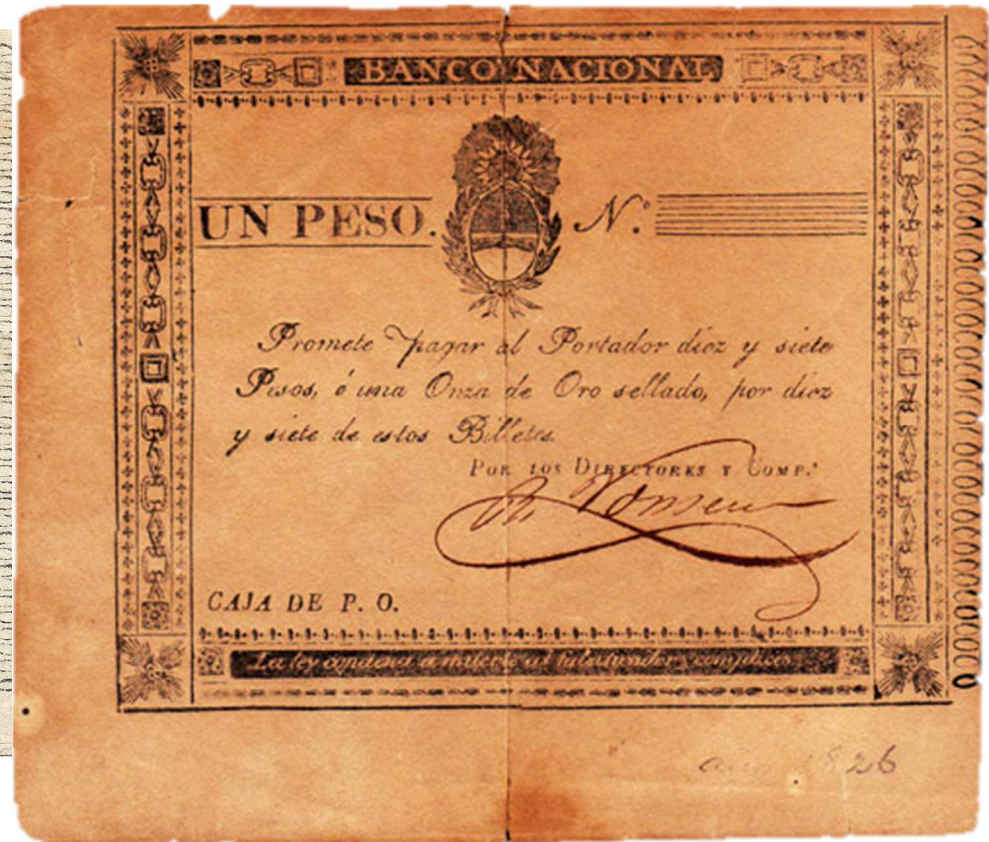 BANCO NACIONAL
UN PESO. N.º
Promete pagar al Portador diez y siete
Pesos, ó una Onza de Oro sellado, por diez
y siete de estos Billetes.
POR LOS DIRECTORES Y COMP.ª
CAJA DE P. O.
La ley condena a muerte al falsificador y complices
1826